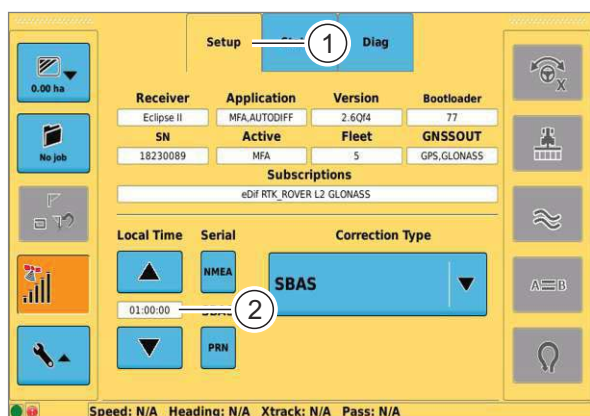 Setup
1
Diag
0.00 ha
Receiver Application Version Bootloader
Eclipse II MFA,AUTODIFF 2.6Qf4 77
No job
SN Active Fleet GNSSOUT
18230089 MFA 5 GPS,GLONASS
Subscriptions
eDif RTK_ROVER L2 GLONASS
Local Time Serial Correction Type
NMEA
SBAS
A=B
01:00:00
2
PRN
Speed: N/A Heading: N/A Xtrack: N/A Pass: N/A